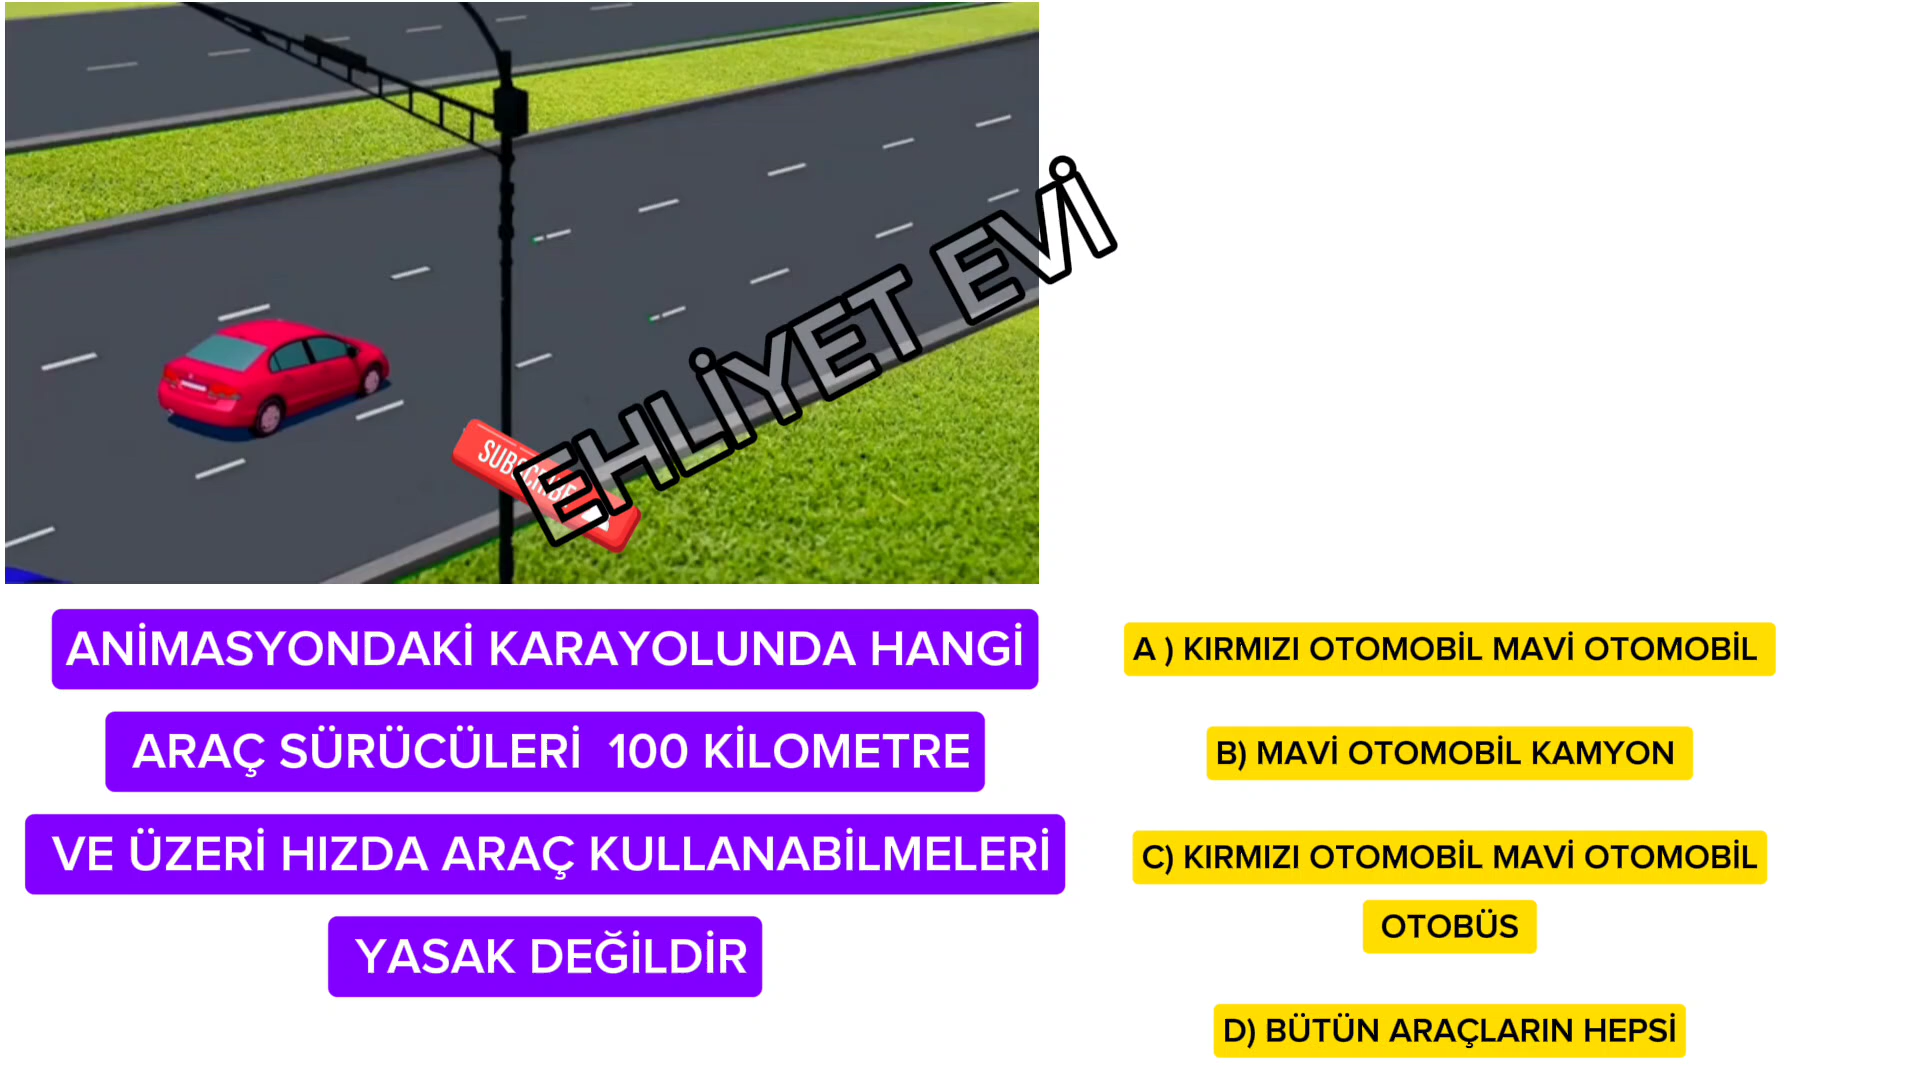 EHLİYET EVİ
SUBSCRIBE
ANİMASYONDAKİ KARAYOLUNDA HANGİ
ARAÇ SÜRÜCÜLERİ 100 KİLOMETRE
VE ÜZERİ HIZDA ARAÇ KULLANABİLMELERİ
YASAK DEĞİLDİR
A ) KIRMIZI OTOMOBİL MAVİ OTOMOBİL
B) MAVİ OTOMOBİL KAMYON
C) KIRMIZI OTOMOBİL MAVİ OTOMOBİL
OTOBÜS
D) BÜTÜN ARAÇLARIN HEPSİ